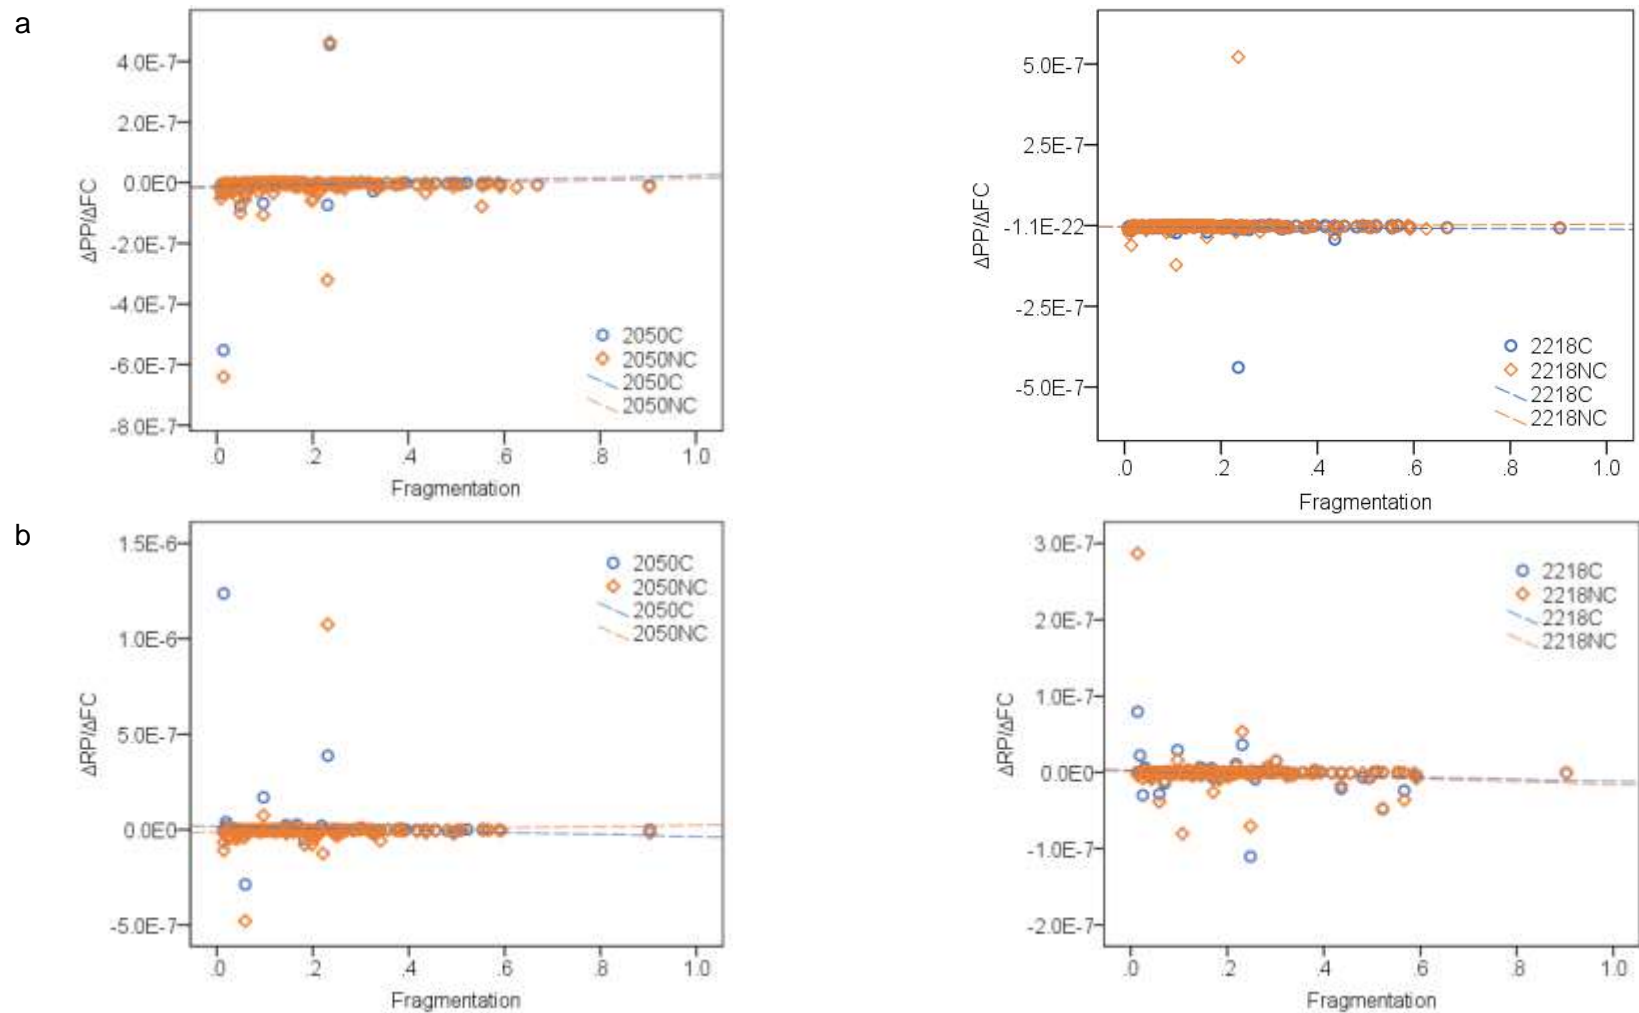 a
4.0E-7
2.0E-7
0.0E0
-2.0E-7
-4.0E-7
-6.0E-7
-8.0E-7
ΔPP/ΔFC
2050C
2050NC
2050C
2050NC
.0 .2 .4 .6 .8 1.0
Fragmentation
5.0E-7
2.5E-7
-1.1E-22
-2.5E-7
-5.0E-7
ΔPP/ΔFC
2218C
2218NC
2218C
2218NC
.0 .2 .4 .6 .8 1.0
Fragmentation
b
1.5E-6
1.0E-6
5.0E-7
0.0E0
-5.0E-7
ΔRP/ΔFC
2050C
2050NC
2050C
2050NC
.0 .2 .4 .6 .8 1.0
Fragmentation
3.0E-7
2.0E-7
1.0E-7
0.0E0
-1.0E-7
-2.0E-7
ΔRP/ΔFC
2218C
2218NC
2218C
2218NC
.0 .2 .4 .6 .8 1.0
Fragmentation